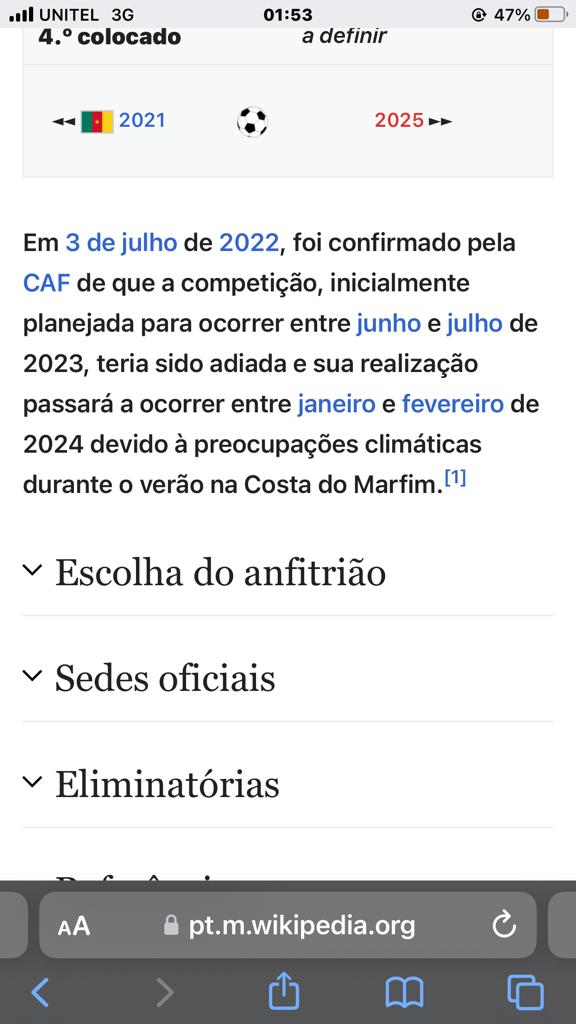 UNITEL 3G 01:53 47%
4.º colocado a definir
◄◄ 2021 2025 ►►
Em 3 de julho de 2022, foi confirmado pela
CAF de que a competição, inicialmente
planejada para ocorrer entre junho e julho de
2023, teria sido adiada e sua realização
passará a ocorrer entre janeiro e fevereiro de
2024 devido à preocupações climáticas
durante o verão na Costa do Marfim.[1]
Escolha do anfitrião
Sedes oficiais
Eliminatórias
AA pt.m.wikipedia.org